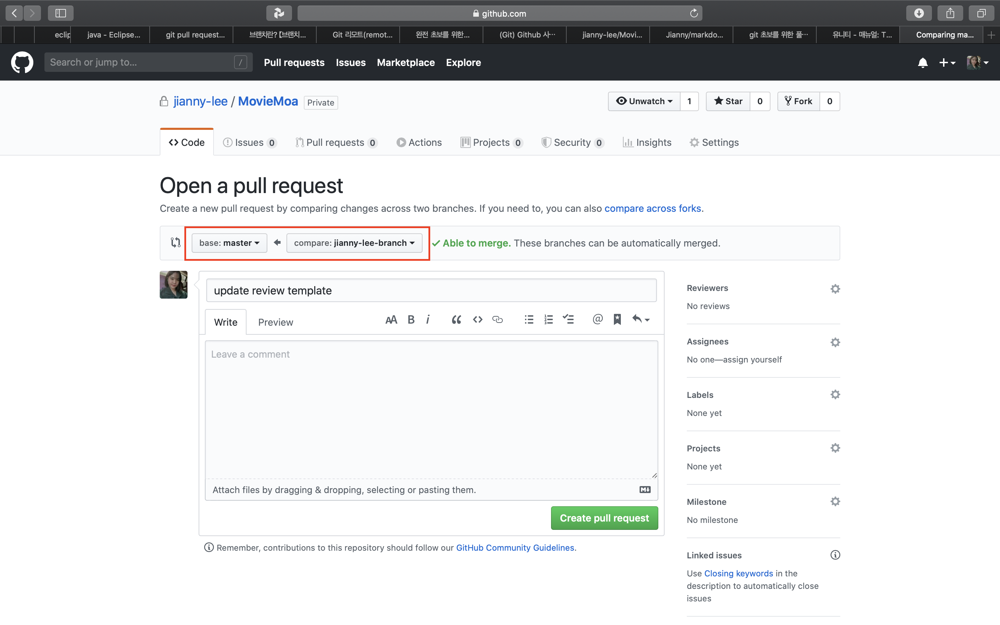 github.com
eclip
java - Eclipse...
git pull request...
브랜치란? 【브랜치...
Git 리모트(remot...
완전 초보를 위한...
(Git) Github 사...
jianny-lee/Movi...
Jianny/markdo...
git 초보를 위한 풀...
유니티 - 매뉴얼: T...
Comparing ma...
Search or jump to...
/
Pull requests
Issues
Marketplace
Explore
jianny-lee / MovieMoa
Private
Unwatch
1
Star
0
Fork
0
Code
Issues 0
Pull requests 0
Actions
Projects 0
Security 0
Insights
Settings
Open a pull request
Create a new pull request by comparing changes across two branches. If you need to, you can also compare across forks.
base: master
compare: jianny-lee-branch
Able to merge. These branches can be automatically merged.
update review template
Write
Preview
AA B i
Leave a comment
Attach files by dragging & dropping, selecting or pasting them.
Create pull request
Remember, contributions to this repository should follow our GitHub Community Guidelines.
Reviewers
No reviews
Assignees
No one—assign yourself
Labels
None yet
Projects
None yet
Milestone
No milestone
Linked issues
Use Closing keywords in the
description to automatically close
issues